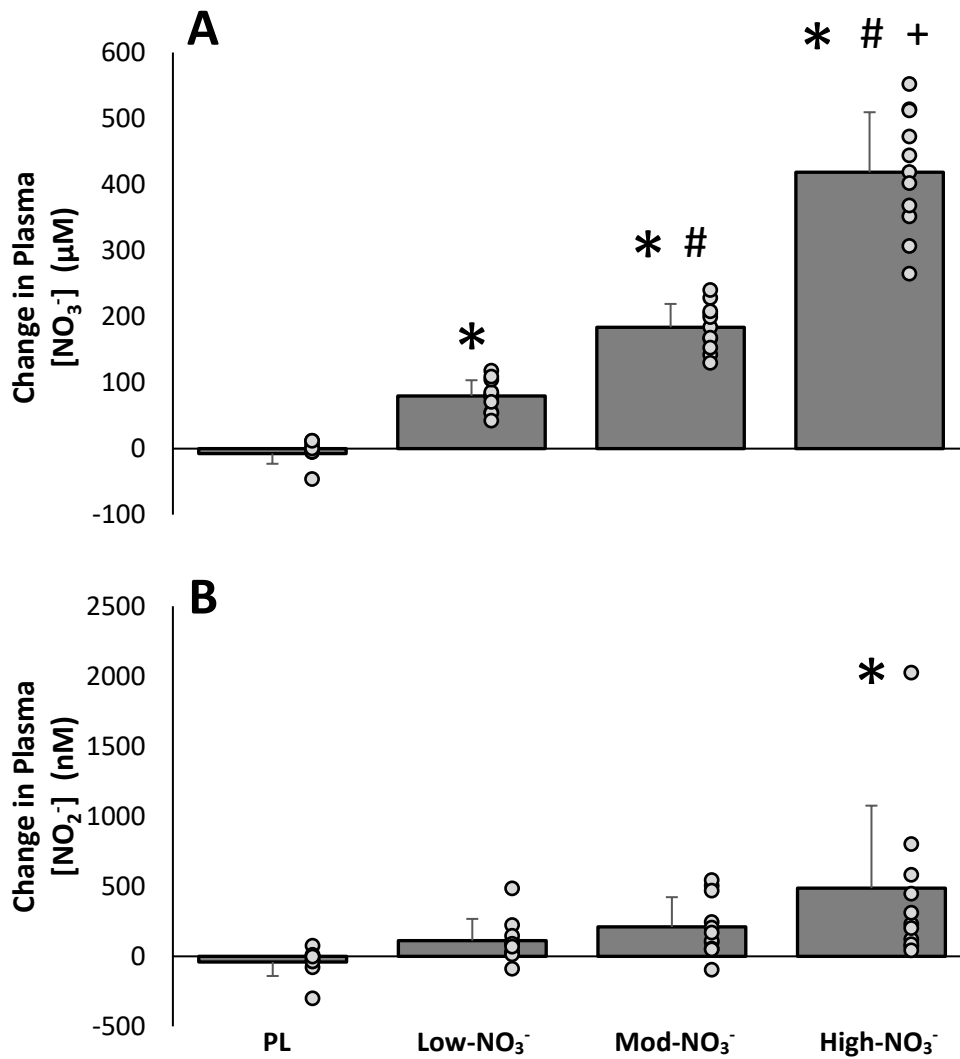 A
* # +
600
500
400
300
200
100
0
-100
* #
*
Change in Plasma
[NO₃⁻] (μM)
B
2500
2000
1500
1000
500
0
-500
*
Change in Plasma
[NO₂⁻] (nM)
PL Low-NO₃⁻ Mod-NO₃⁻ High-NO₃⁻